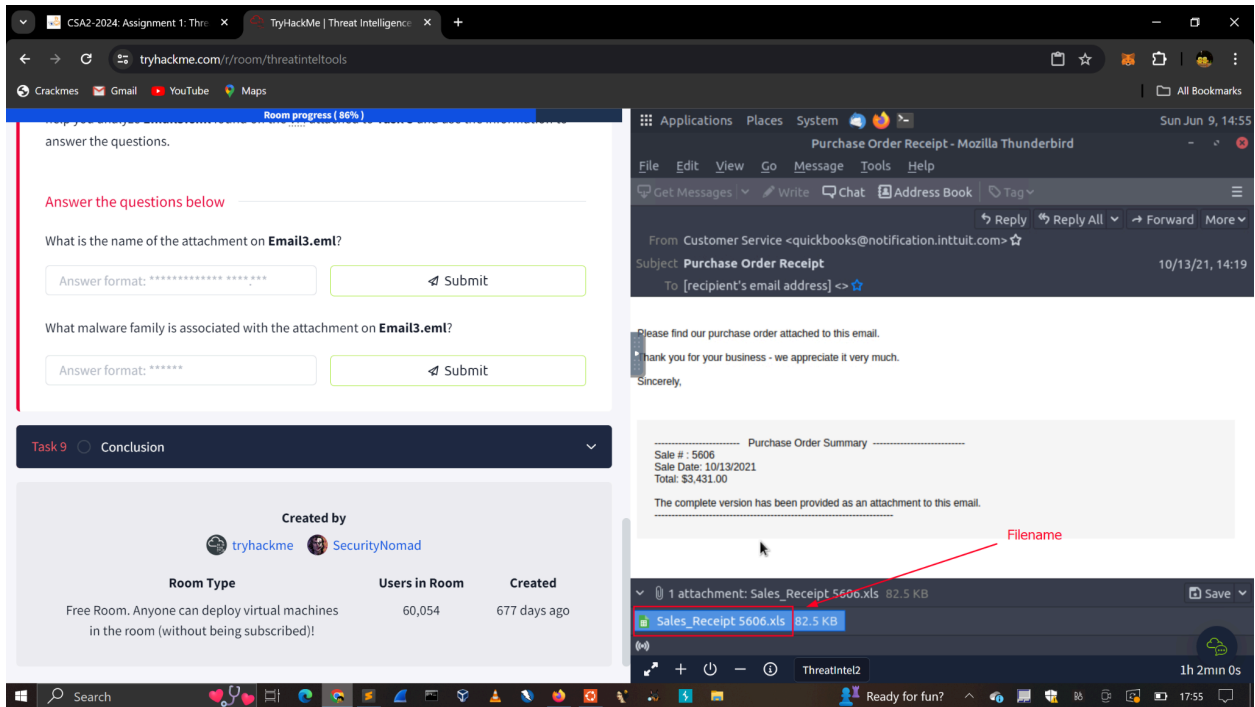 CSA2-2024: Assignment 1: Thre
TryHackMe | Threat Intelligence
tryhackme.com/r/room/threatinteltools
Crackmes Gmail YouTube Maps All Bookmarks
Room progress ( 86% )
answer the questions.
Answer the questions below
What is the name of the attachment on Email3.eml?
Answer format: ************* ****.***
Submit
What malware family is associated with the attachment on Email3.eml?
Answer format: ******
Submit
Task 9 Conclusion
Created by
tryhackme SecurityNomad
Room Type Users in Room Created
Free Room. Anyone can deploy virtual machines 60,054 677 days ago
in the room (without being subscribed)!
Applications Places System Sun Jun 9, 14:55
Purchase Order Receipt - Mozilla Thunderbird
File Edit View Go Message Tools Help
Get Messages Write Chat Address Book Tag
Reply Reply All Forward More
From Customer Service <quickbooks@notification.inttuit.com>
Subject Purchase Order Receipt 10/13/21, 14:19
To [recipient's email address] <>
Please find our purchase order attached to this email.
Thank you for your business - we appreciate it very much.
Sincerely,
------------------------- Purchase Order Summary ---------------------------
Sale # : 5606
Sale Date: 10/13/2021
Total: $3,431.00
The complete version has been provided as an attachment to this email.
----------------------------------------------------------------------
Filename
1 attachment: Sales_Receipt 5606.xls 82.5 KB Save
Sales_Receipt 5606.xls 82.5 KB
ThreatIntel2 1h 2min 0s
Search Ready for fun? 17:55